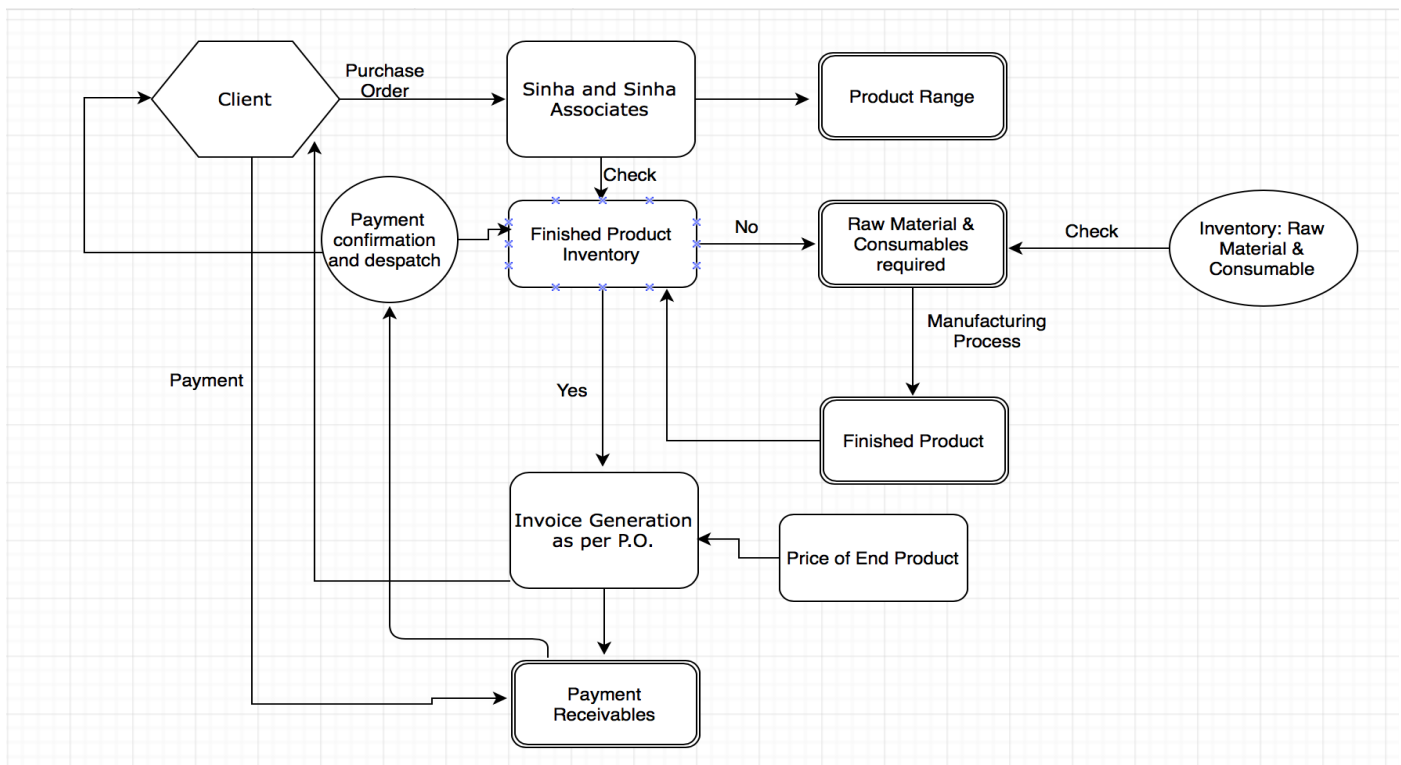 Client
Purchase
Order
Sinha and Sinha
Associates
Product Range
Check
Payment
confirmation
and despatch
Finished Product
Inventory
No
Raw Material &
Consumables
required
Check
Inventory: Raw
Material &
Consumable
Manufacturing
Process
Payment
Yes
Finished Product
Invoice Generation
as per P.O.
Price of End Product
Payment
Receivables